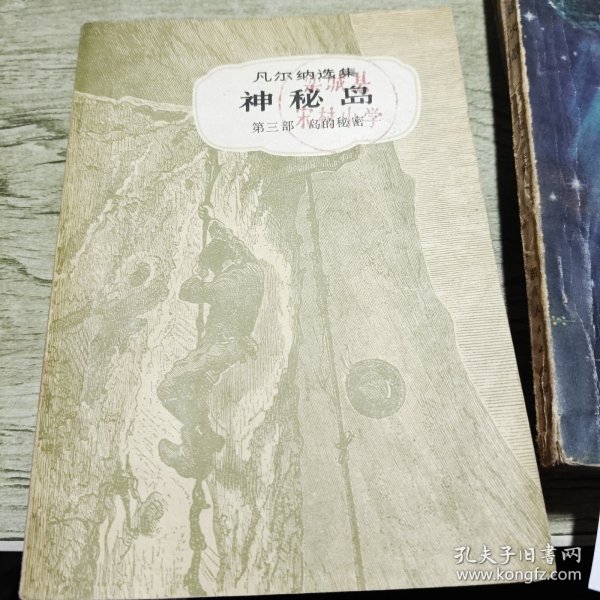 凡尔纳选集
神秘岛
第三部 岛的秘密
孔夫子旧书网
www.kongfz.com